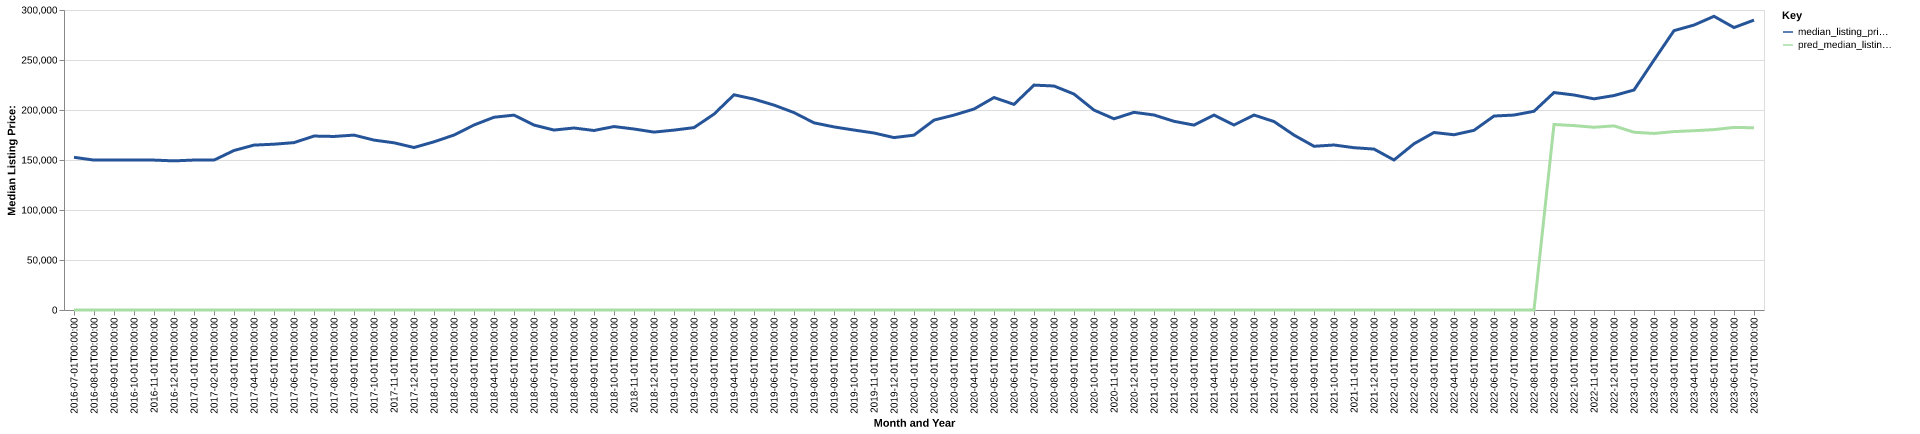 300,000
250,000
200,000
150,000
100,000
50,000
0
Median Listing Price:
2016-07-01T00:00:00
2016-08-01T00:00:00
2016-09-01T00:00:00
2016-10-01T00:00:00
2016-11-01T00:00:00
2016-12-01T00:00:00
2017-01-01T00:00:00
2017-02-01T00:00:00
2017-03-01T00:00:00
2017-04-01T00:00:00
2017-05-01T00:00:00
2017-06-01T00:00:00
2017-07-01T00:00:00
2017-08-01T00:00:00
2017-09-01T00:00:00
2017-10-01T00:00:00
2017-11-01T00:00:00
2017-12-01T00:00:00
2018-01-01T00:00:00
2018-02-01T00:00:00
2018-03-01T00:00:00
2018-04-01T00:00:00
2018-05-01T00:00:00
2018-06-01T00:00:00
2018-07-01T00:00:00
2018-08-01T00:00:00
2018-09-01T00:00:00
2018-10-01T00:00:00
2018-11-01T00:00:00
2018-12-01T00:00:00
2019-01-01T00:00:00
2019-02-01T00:00:00
2019-03-01T00:00:00
2019-04-01T00:00:00
2019-05-01T00:00:00
2019-06-01T00:00:00
2019-07-01T00:00:00
2019-08-01T00:00:00
2019-09-01T00:00:00
2019-10-01T00:00:00
2019-11-01T00:00:00
2019-12-01T00:00:00
2020-01-01T00:00:00
2020-02-01T00:00:00
2020-03-01T00:00:00
2020-04-01T00:00:00
2020-05-01T00:00:00
2020-06-01T00:00:00
2020-07-01T00:00:00
2020-08-01T00:00:00
2020-09-01T00:00:00
2020-10-01T00:00:00
2020-11-01T00:00:00
2020-12-01T00:00:00
2021-01-01T00:00:00
2021-02-01T00:00:00
2021-03-01T00:00:00
2021-04-01T00:00:00
2021-05-01T00:00:00
2021-06-01T00:00:00
2021-07-01T00:00:00
2021-08-01T00:00:00
2021-09-01T00:00:00
2021-10-01T00:00:00
2021-11-01T00:00:00
2021-12-01T00:00:00
2022-01-01T00:00:00
2022-02-01T00:00:00
2022-03-01T00:00:00
2022-04-01T00:00:00
2022-05-01T00:00:00
2022-06-01T00:00:00
2022-07-01T00:00:00
2022-08-01T00:00:00
2022-09-01T00:00:00
2022-10-01T00:00:00
2022-11-01T00:00:00
2022-12-01T00:00:00
2023-01-01T00:00:00
2023-02-01T00:00:00
2023-03-01T00:00:00
2023-04-01T00:00:00
2023-05-01T00:00:00
2023-06-01T00:00:00
2023-07-01T00:00:00
Month and Year
Key
median_listing_pri…
pred_median_listin…